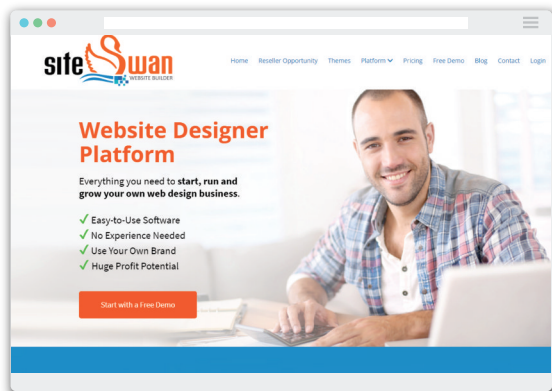 siteSwan
WEBSITE BUILDER
Home Reseller Opportunity Themes Platform Pricing Free Demo Blog Contact Login
Website Designer
Platform
Everything you need to start, run and
grow your own web design business.
Easy-to-Use Software
No Experience Needed
Use Your Own Brand
Huge Profit Potential
Start with a Free Demo